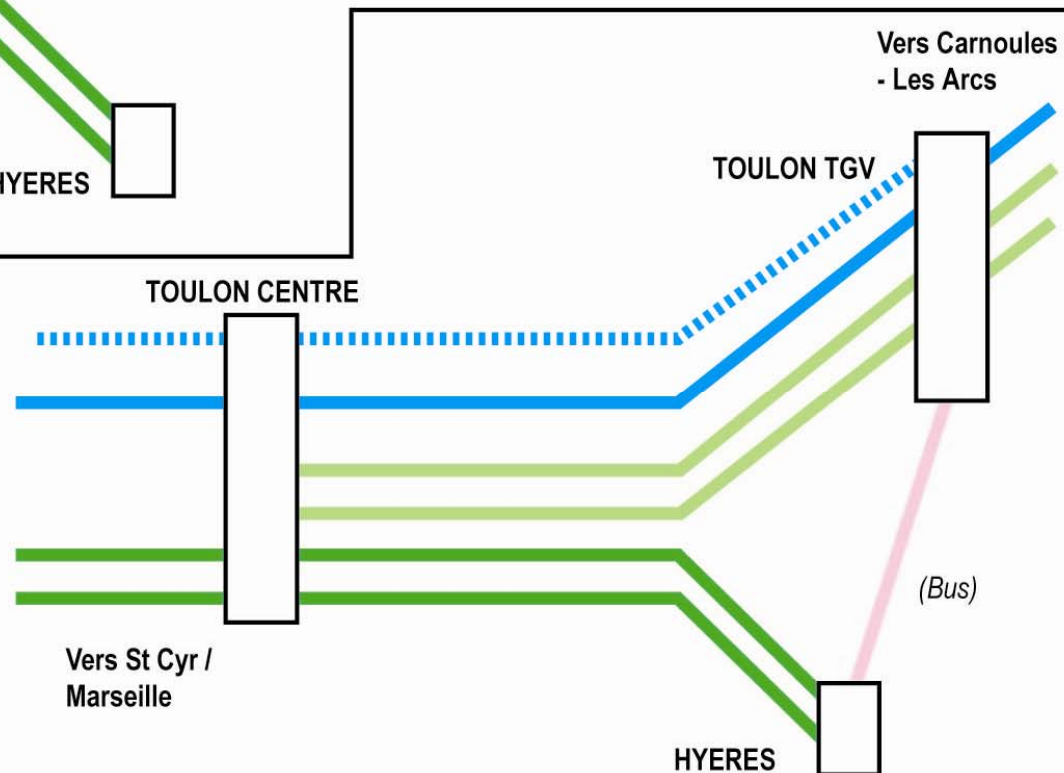 Vers Carnoules
- Les Arcs
TOULON TGV
HYERES
TOULON CENTRE
(Bus)
Vers St Cyr /
Marseille
HYERES